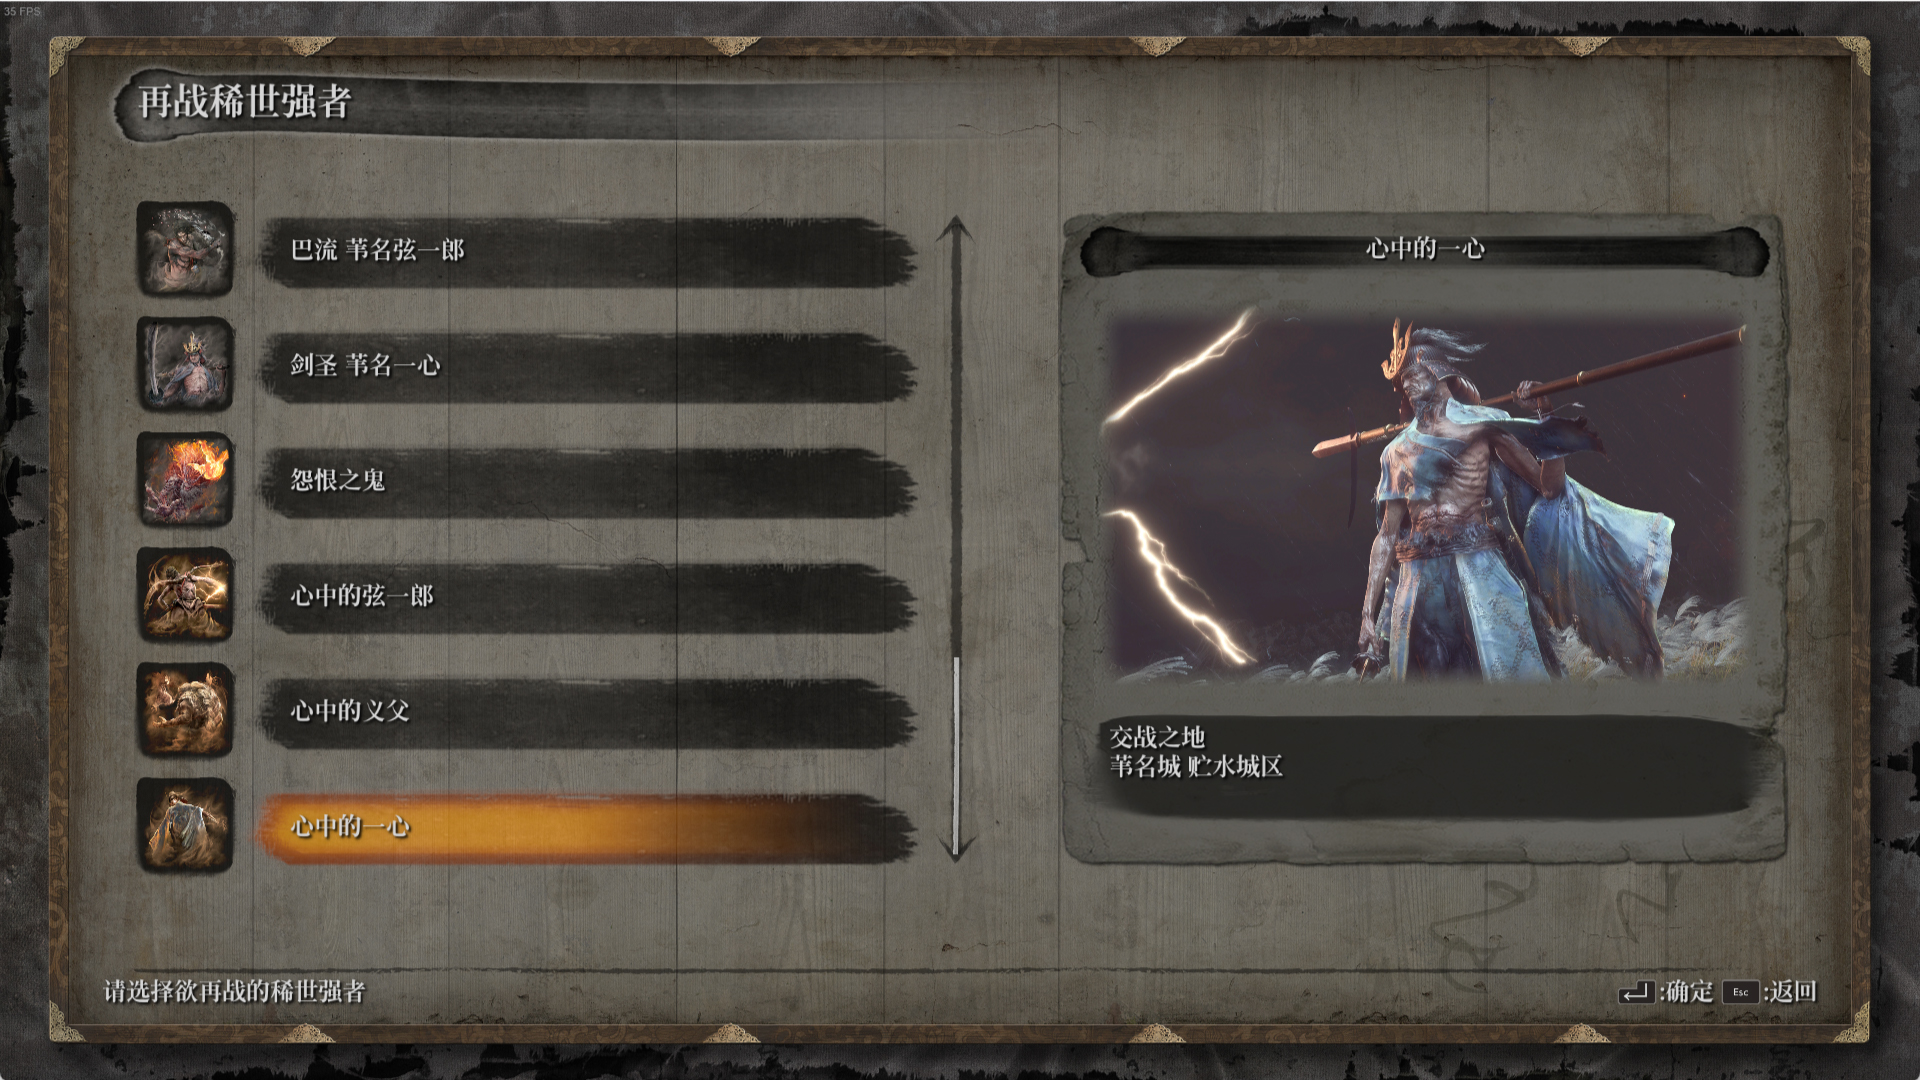 35 FPS
再战稀世强者
巴流 苇名弦一郎
剑圣 苇名一心
怨恨之鬼
心中的弦一郎
心中的义父
心中的一心
心中的一心
交战之地
苇名城 贮水城区
请选择欲再战的稀世强者
:确定 Esc :返回